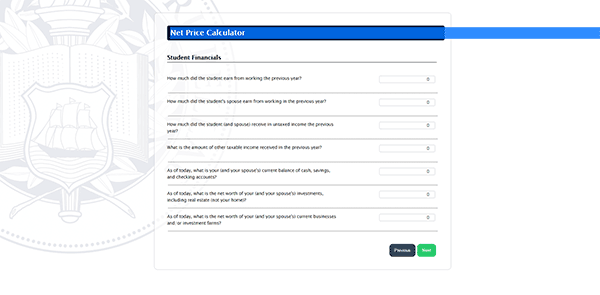 Net Price Calculator
Student Financials
How much did the student earn from working the previous year?
0
How much did the student's spouse earn from working in the previous year?
0
How much did the student (and spouse) receive in untaxed income the previous
year?
0
What is the amount of other taxable income received in the previous year?
0
As of today, what is your (and your spouse's) current balance of cash, savings,
and checking accounts?
0
As of today, what is the net worth of your (and your spouse's) investments,
including real estate (not your home)?
0
As of today, what is the net worth of your (and your spouse's) current businesses
and/or investment farms?
0
Previous Next